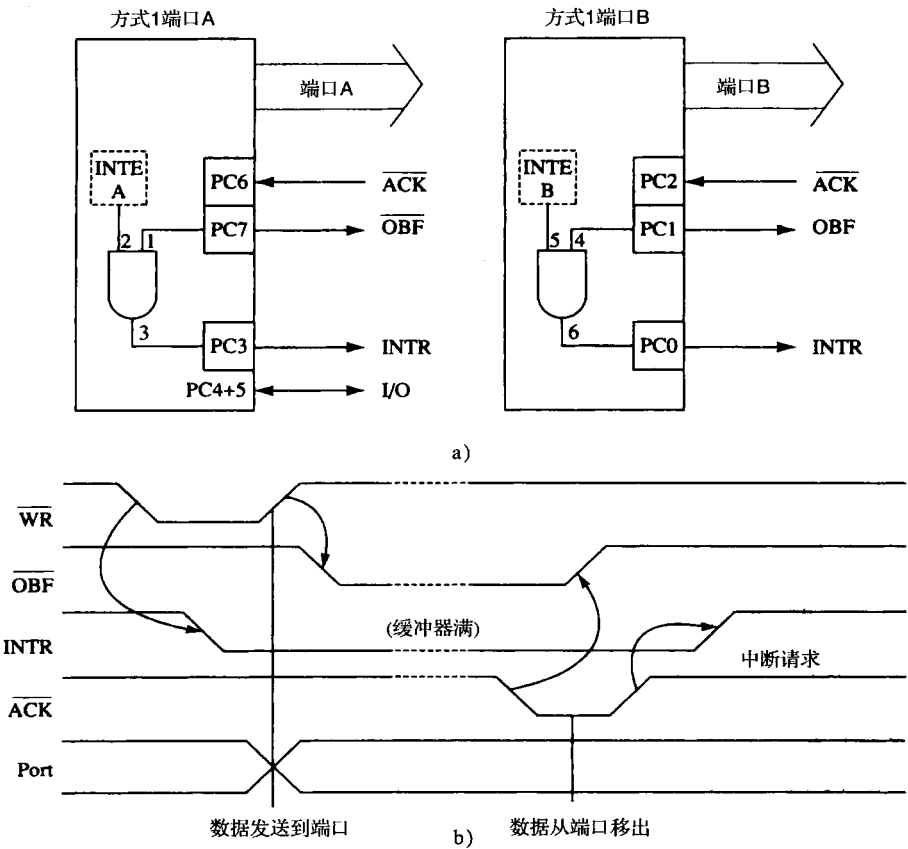 方式1端口A
方式1端口B
端口A
端口B
INTE
A
PC6
ACK
PC7
OBF
2
1
3
PC3
INTR
PC4+5
I/O
INTE
B
PC2
ACK
PC1
OBF
5
4
6
PC0
INTR
a)
WR
OBF
(缓冲器满)
INTR
中断请求
ACK
Port
数据发送到端口
数据从端口移出
b)